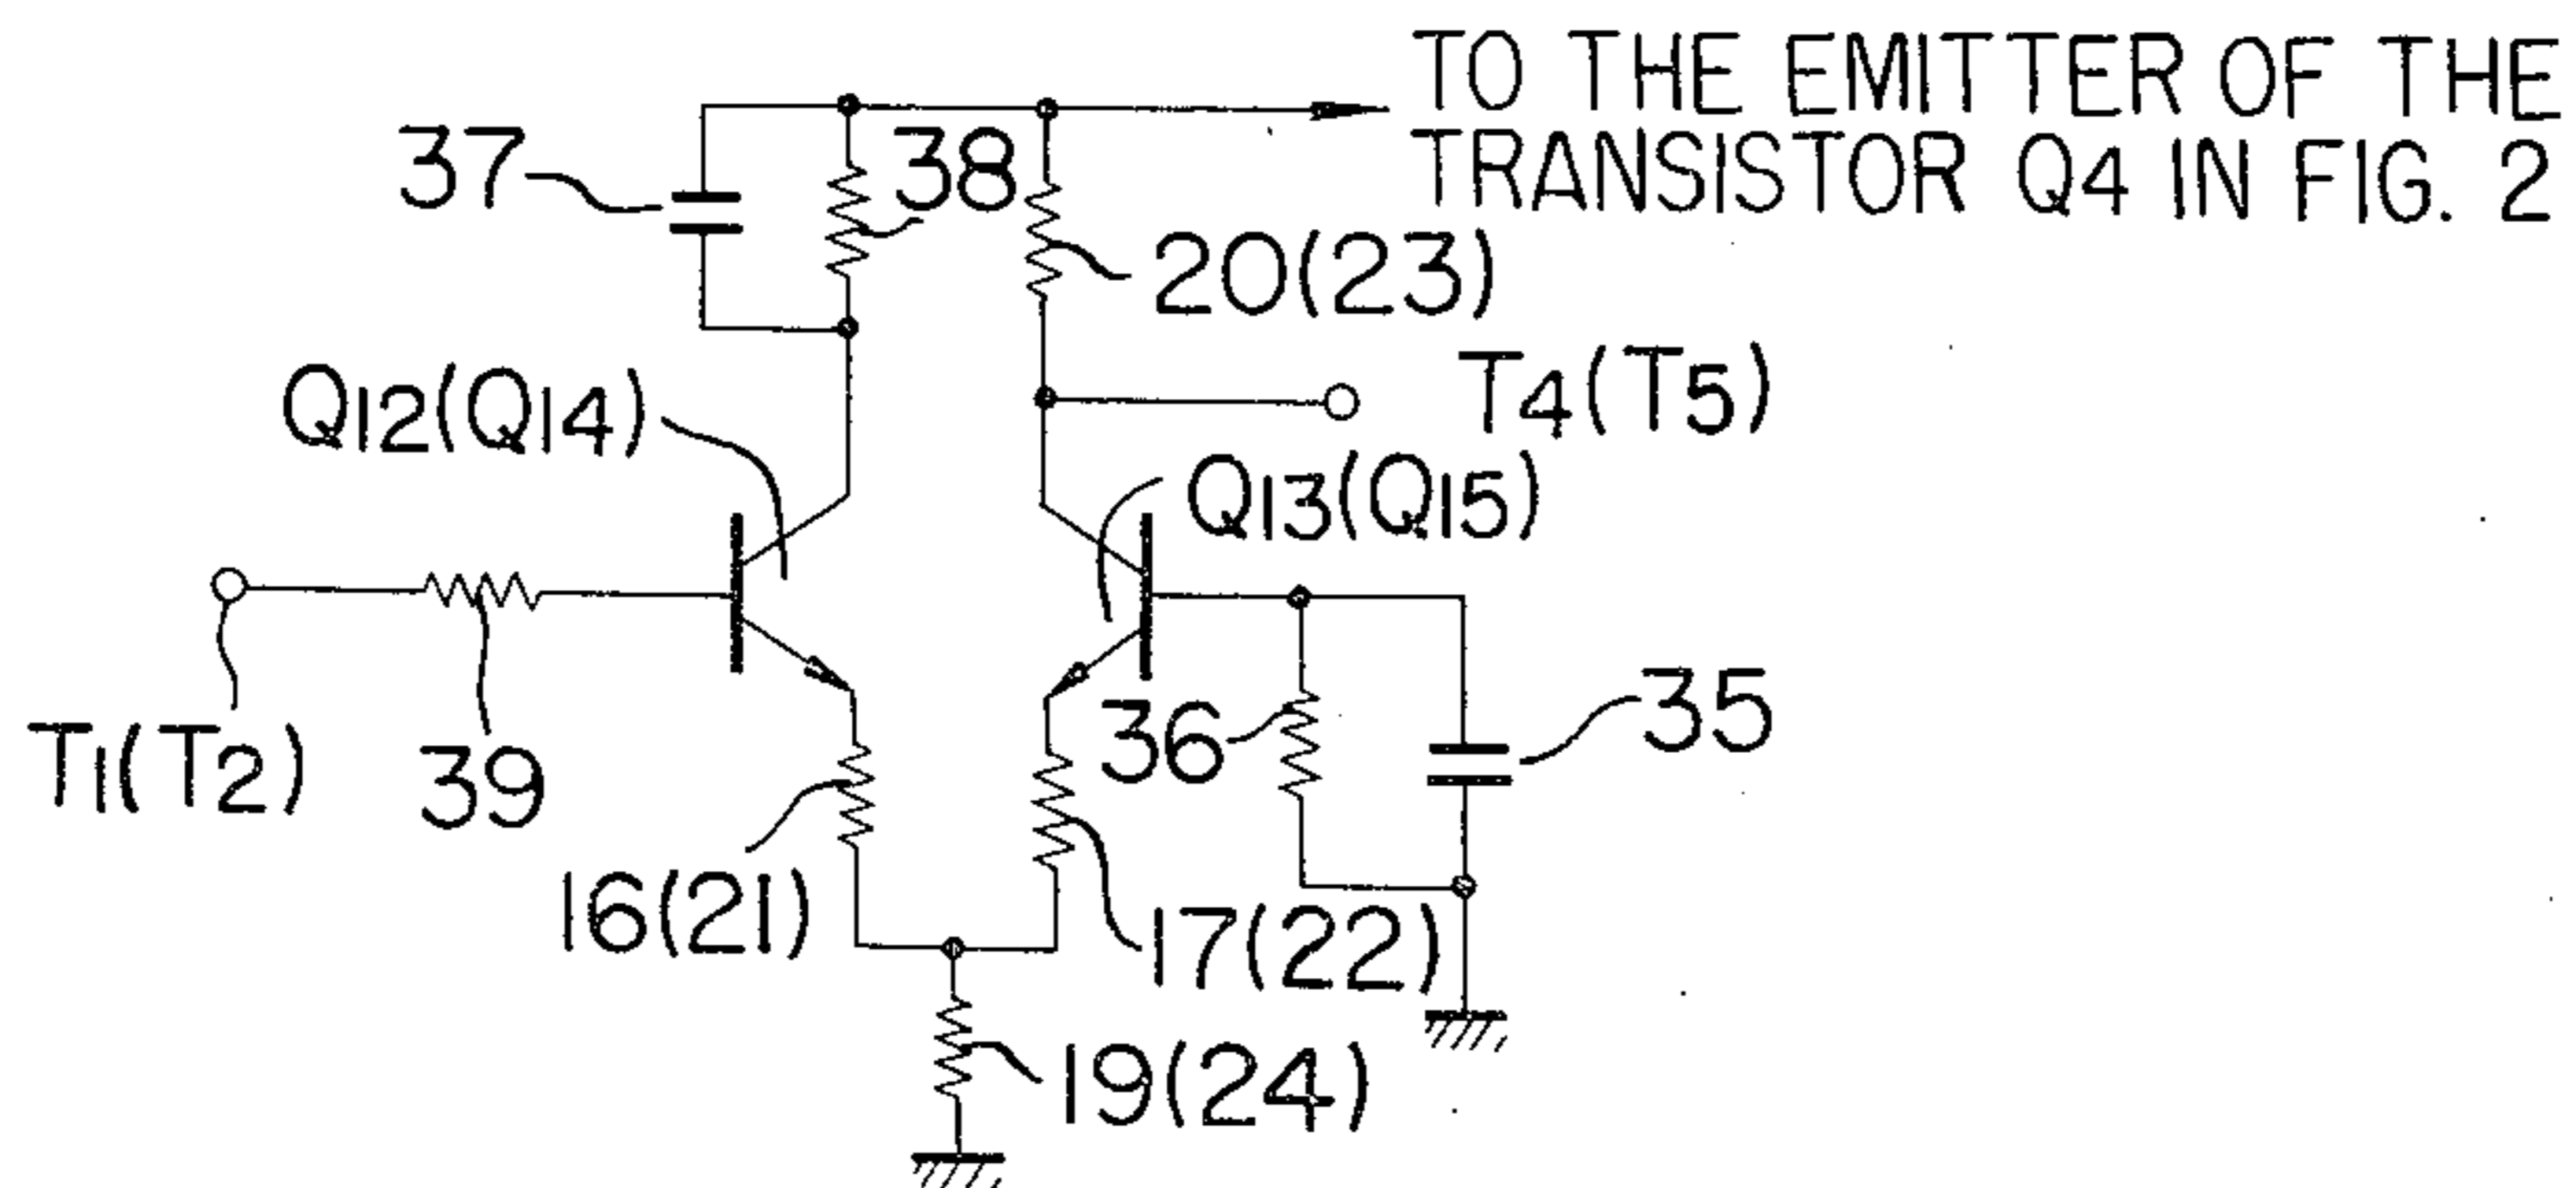 TO THE EMITTER OF THE
TRANSISTOR Q4 IN FIG. 2
37
38
20(23)
Q12(Q14)
T4(T5)
Q13(Q15)
T1(T2)
39
36
35
16(21)
17(22)
19(24)